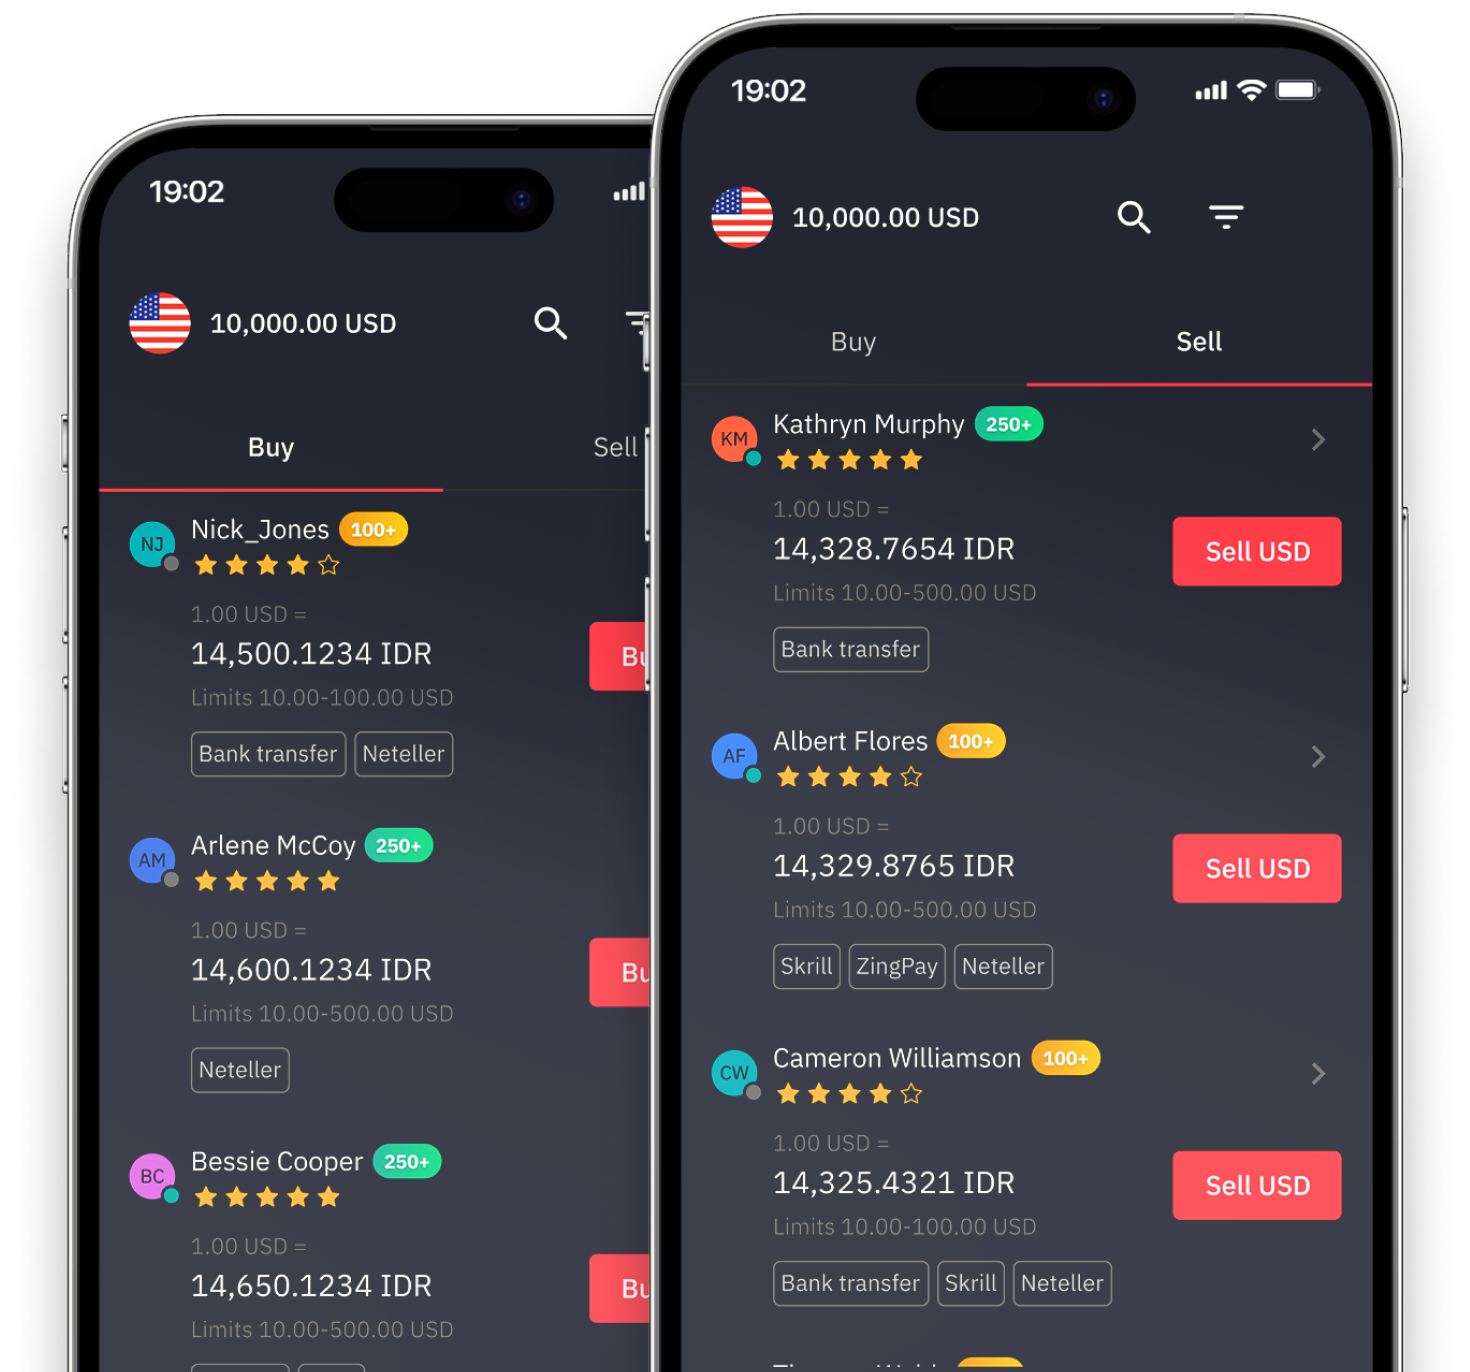 19:02
10,000.00 USD
Buy
Sell
NJ
Nick_Jones 100+
1.00 USD =
14,500.1234 IDR
Limits 10.00-100.00 USD
Bank transfer Neteller
AM
Arlene McCoy 250+
1.00 USD =
14,600.1234 IDR
Limits 10.00-500.00 USD
Neteller
BC
Bessie Cooper 250+
1.00 USD =
14,650.1234 IDR
Limits 10.00-500.00 USD
19:02
10,000.00 USD
Buy
Sell
KM
Kathryn Murphy 250+
1.00 USD =
14,328.7654 IDR
Sell USD
Limits 10.00-500.00 USD
Bank transfer
AF
Albert Flores 100+
1.00 USD =
14,329.8765 IDR
Sell USD
Limits 10.00-500.00 USD
Skrill ZingPay Neteller
CW
Cameron Williamson 100+
1.00 USD =
14,325.4321 IDR
Sell USD
Limits 10.00-100.00 USD
Bank transfer Skrill Neteller